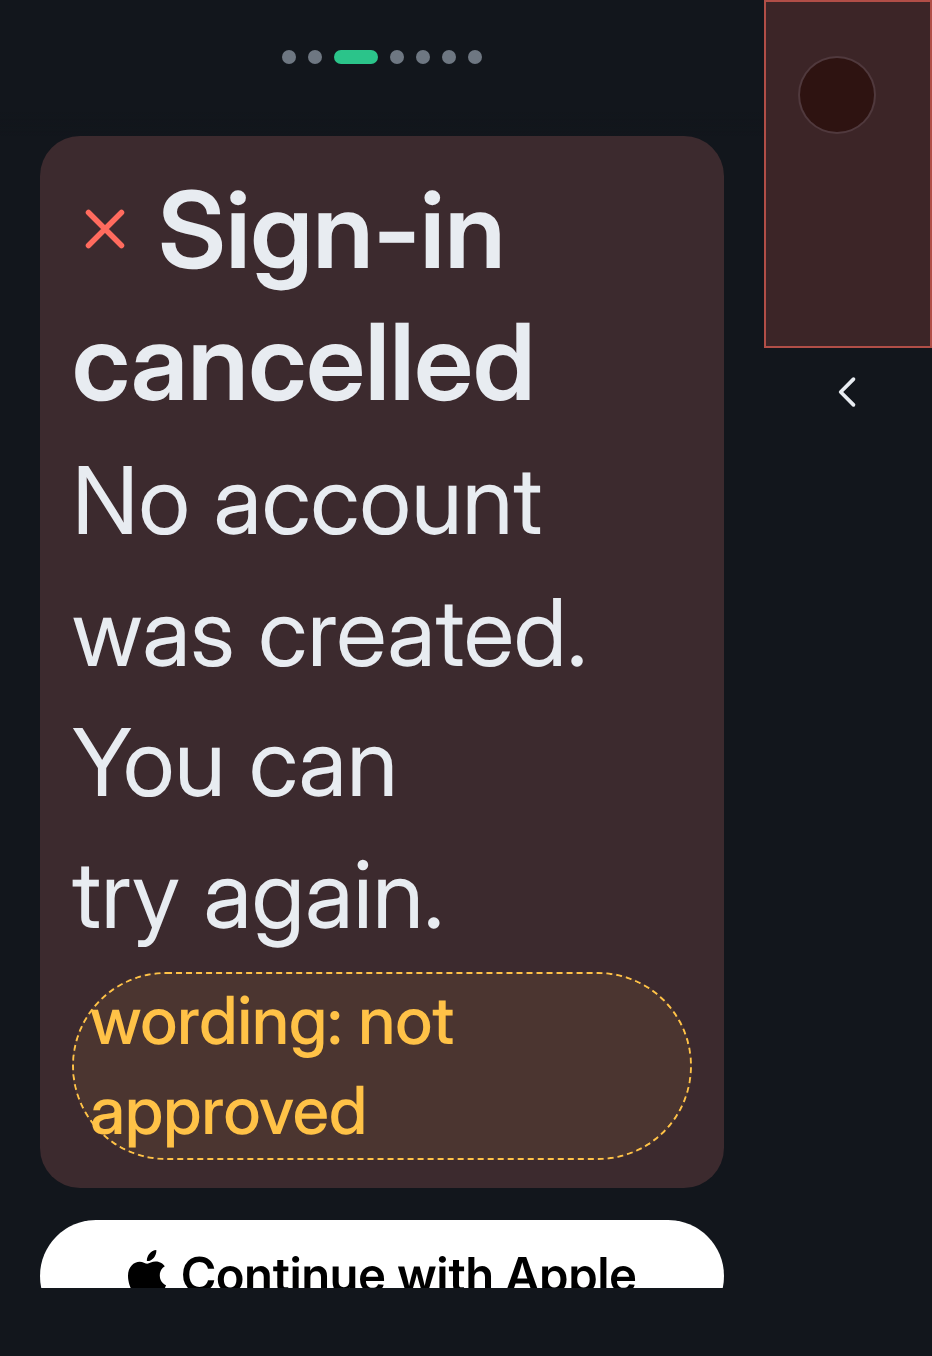 Sign-in
cancelled
No account
was created.
You can
try again.
wording: not
approved
Continue with Apple